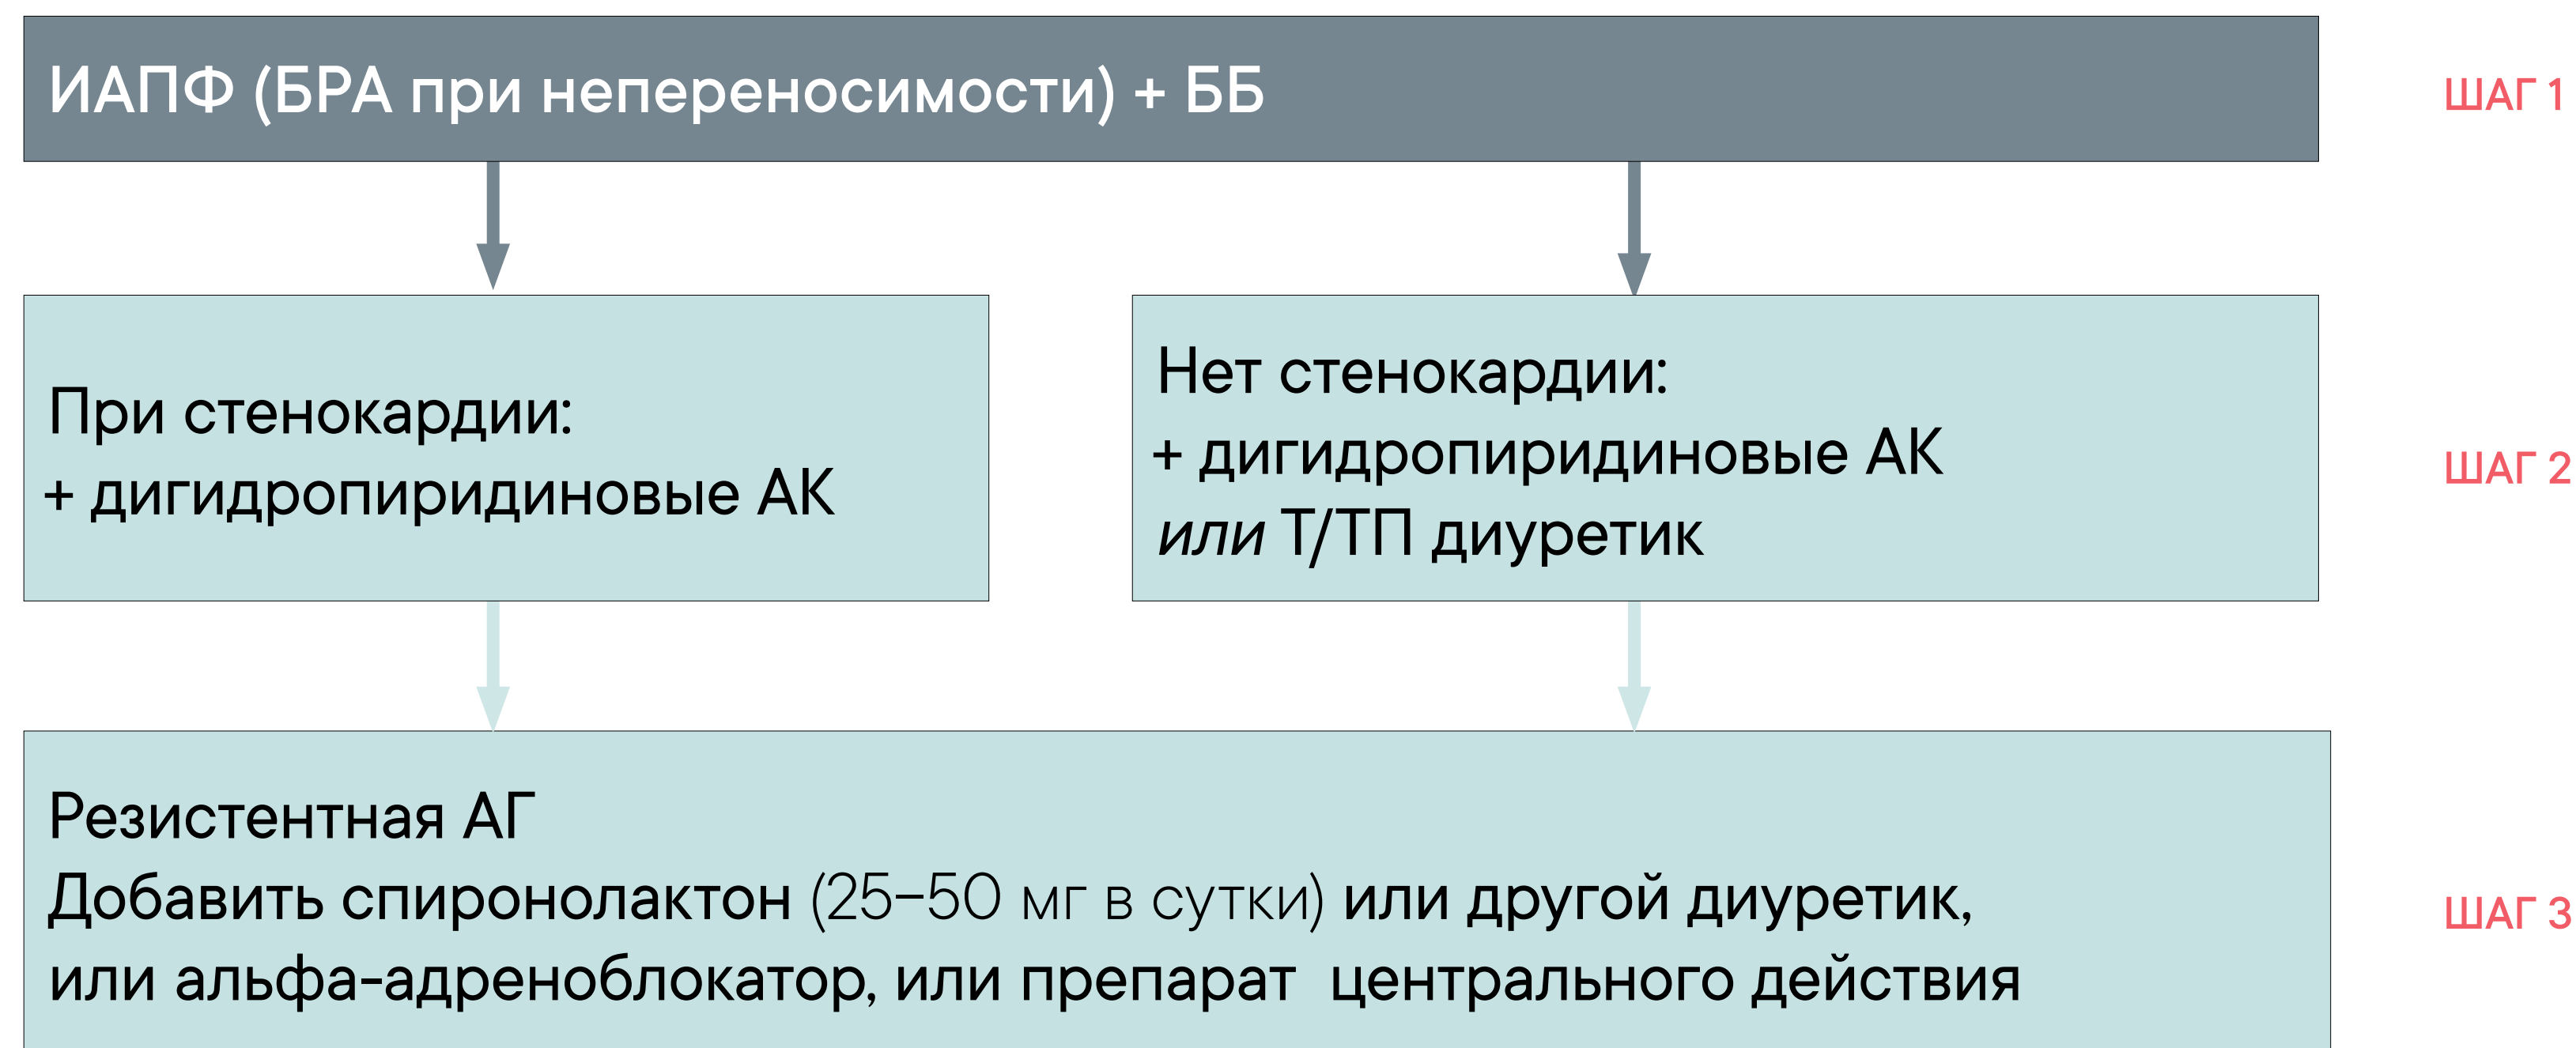 ИАПФ (БРА при непереносимости) + ББ
ШАГ 1
При стенокардии:
+ дигидропиридиновые АК
Нет стенокардии:
+ дигидропиридиновые АК
или Т/ТП диуретик
ШАГ 2
Резистентная АГ
Добавить спиронолактон (25–50 мг в сутки) или другой диуретик,
или альфа-адреноблокатор, или препарат центрального действия
ШАГ 3